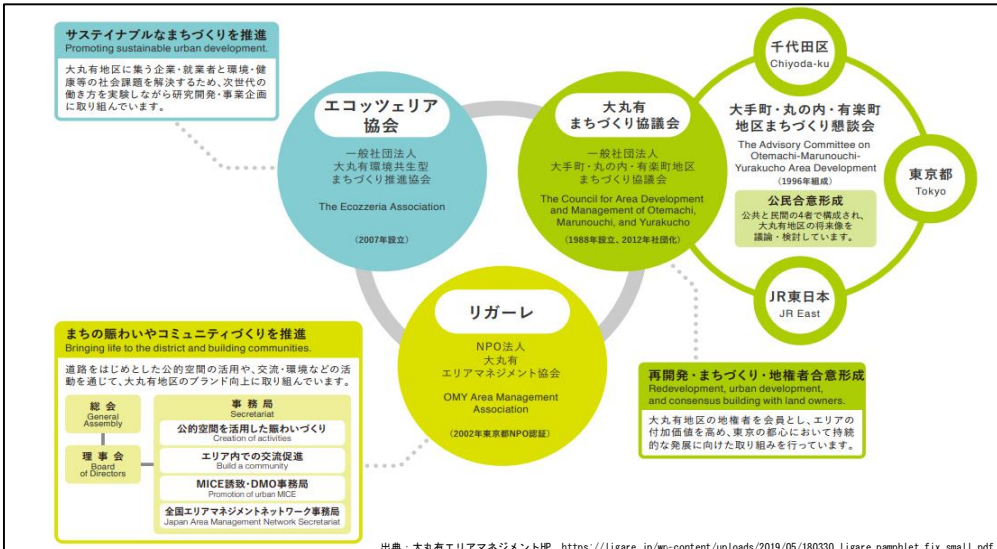 サステイナブルなまちづくりを推進
Promoting sustainable urban development.
大丸有地区に集う企業・就業者と環境・健
康等の社会課題を解決するため、次世代の
働き方を実験しながら研究開発・事業企画
に取り組んでいます。
エコッツェリア
協会
一般社団法人
大丸有環境共生型
まちづくり推進協会
The Ecozzeria Association
（2007年設立）
大丸有
まちづくり協議会
一般社団法人
大手町・丸の内・有楽町地区
まちづくり協議会
The Council for Area Development
and Management of Otemachi,
Marunouchi, and Yurakucho
（1988年設立、2012年社団化）
千代田区
Chiyoda-ku
大手町・丸の内・有楽町
地区まちづくり懇談会
The Advisory Committee on
Otemachi-Marunouchi-
Yurakucho Area Development
（1996年組成）
公民合意形成
公共と民間の4者で構成され、
大丸有地区の将来像を
議論・検討しています。
東京都
Tokyo
JR東日本
JR East
リガーレ
NPO法人
大丸有
エリアマネジメント協会
OMY Area Management
Association
（2002年東京都NPO認証）
まちの賑わいやコミュニティづくりを推進
Bringing life to the district and building communities.
道路をはじめとした公的空間の活用や、交流・環境などの活
動を通じて、大丸有地区のブランド向上に取り組んでいます。
総会
General
Assembly
理事会
Board
of Directors
事務局
Secretariat
公的空間を活用した賑わいづくり
Creation of activities
エリア内での交流促進
Build a community
MICE誘致・DMO事務局
Promotion of urban MICE
全国エリアマネジメントネットワーク事務局
Japan Area Management Network Secretariat
再開発・まちづくり・地権者合意形成
Redevelopment, urban development,
and consensus building with land owners.
大丸有地区の地権者を会員とし、エリアの
付加価値を高め、東京の都心において持続
的な発展に向けた取り組みを行っています。
出典：大丸有エリアマネジメントHP　https://ligare.jp/wp-content/uploads/2019/05/180330_ligare_pamphlet_fix_small.pdf